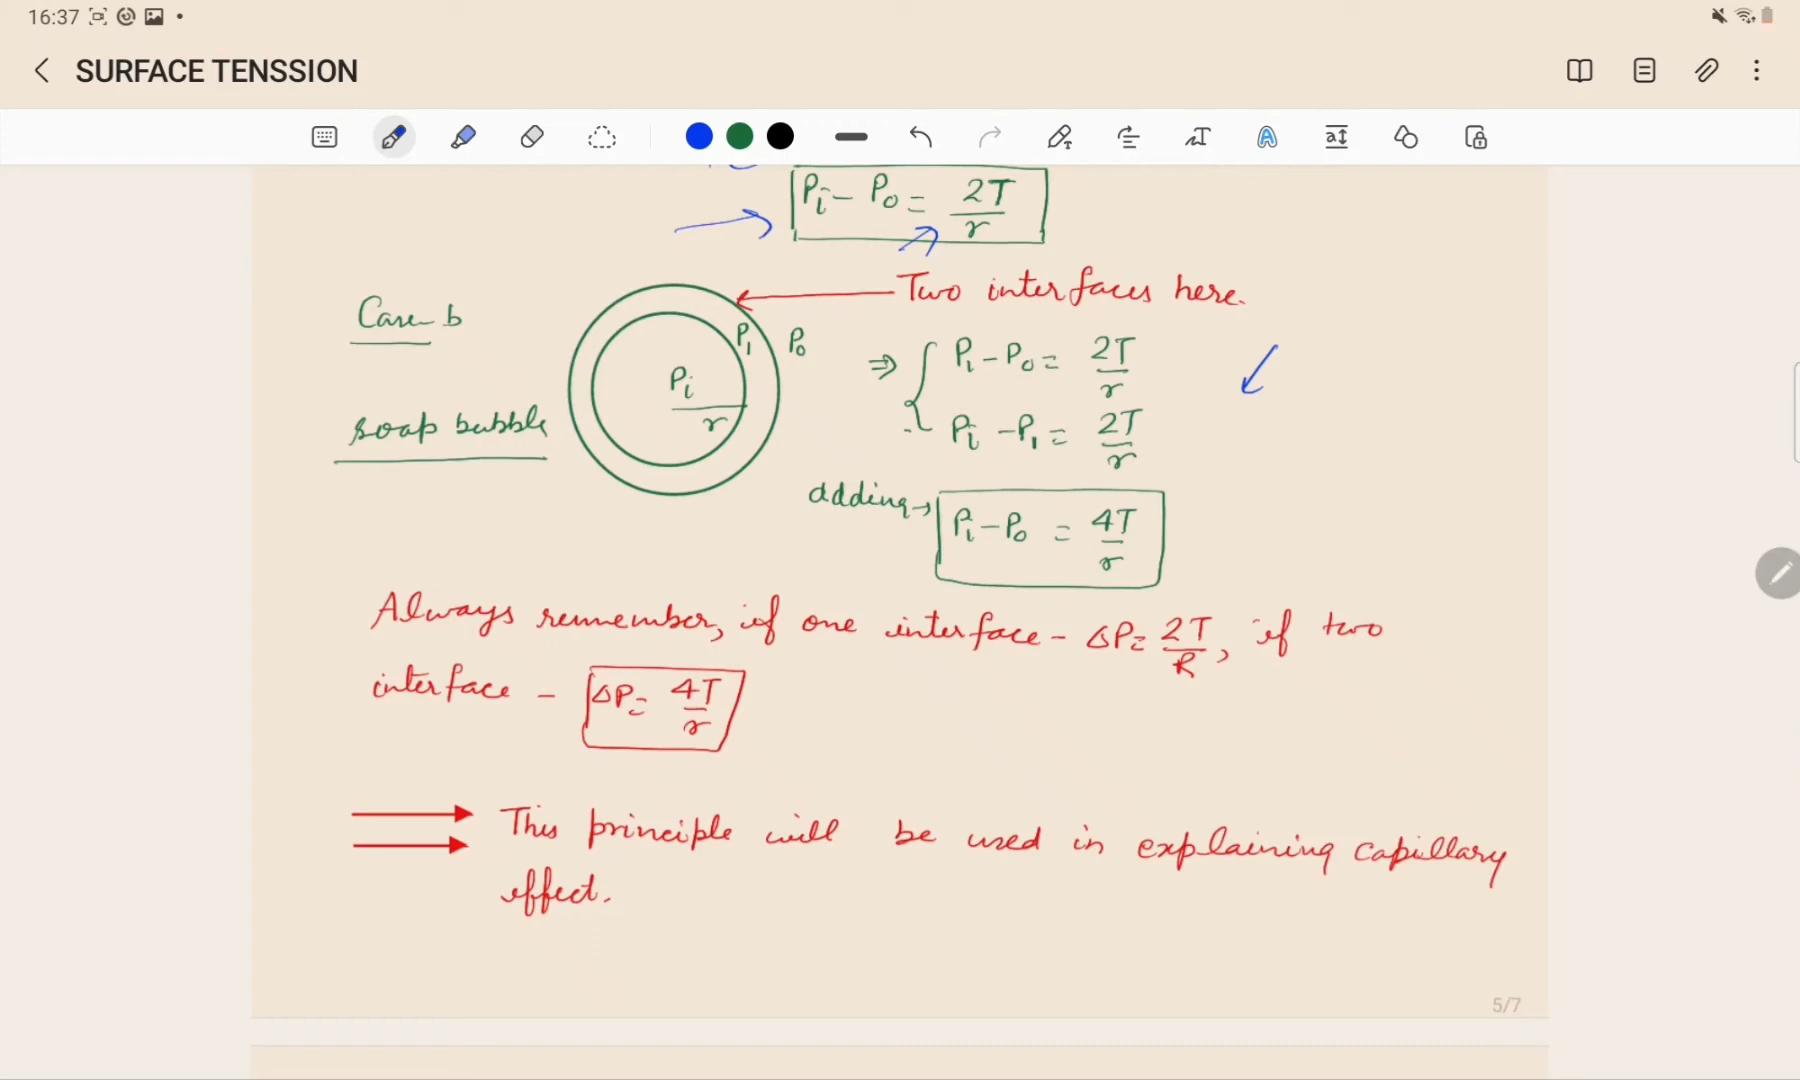 16:37
SURFACE TENSSION
Pi - Po = 2T/r
Two interfaces here.
Case b
P1 Po
Pi
r
⇒ { P1 - Po = 2T/r
Pi - P1 = 2T/r
soap bubble
adding → Pi - Po = 4T/r
Always remember, if one interface - ΔP = 2T/R, if two
interface - ΔP = 4T/r
This principle will be used in explaining capillary
effect.
5/7